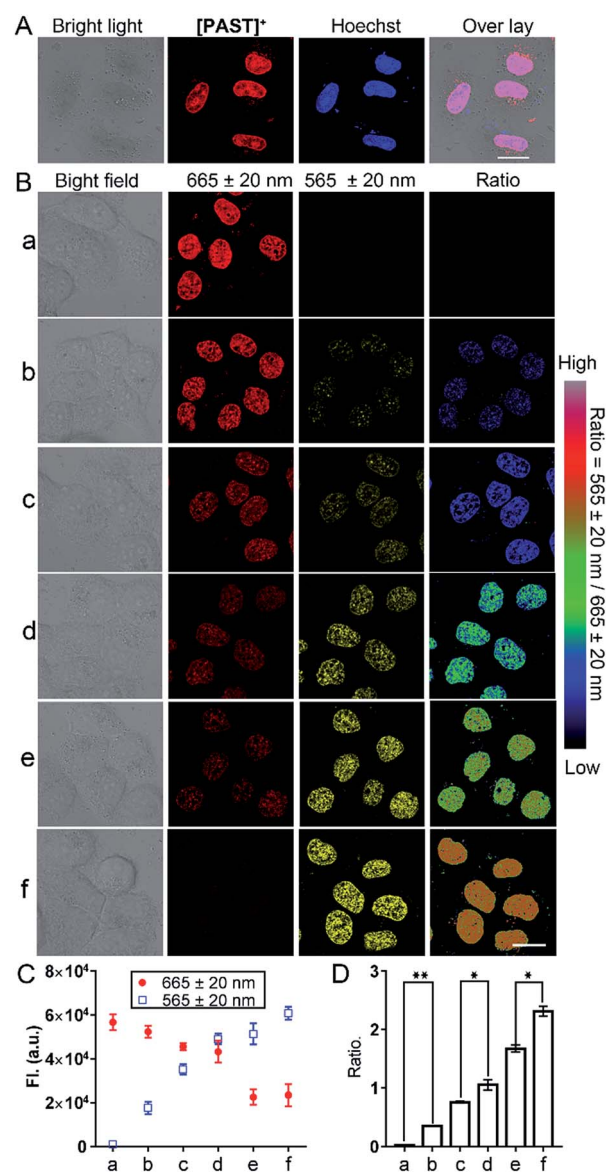 A Bright light [PAST]⁺ Hoechst Over lay
B Bight field 665 ± 20 nm 565 ± 20 nm Ratio
a
b
c
d
e
f
High
Ratio = 565 ± 20 nm / 665 ± 20 nm
Low
C
665 ± 20 nm
565 ± 20 nm
FI. (a.u.)
8×10⁴
6×10⁴
4×10⁴
2×10⁴
0
a b c d e f
D
Ratio.
3
2
1
0
** * *
a b c d e f